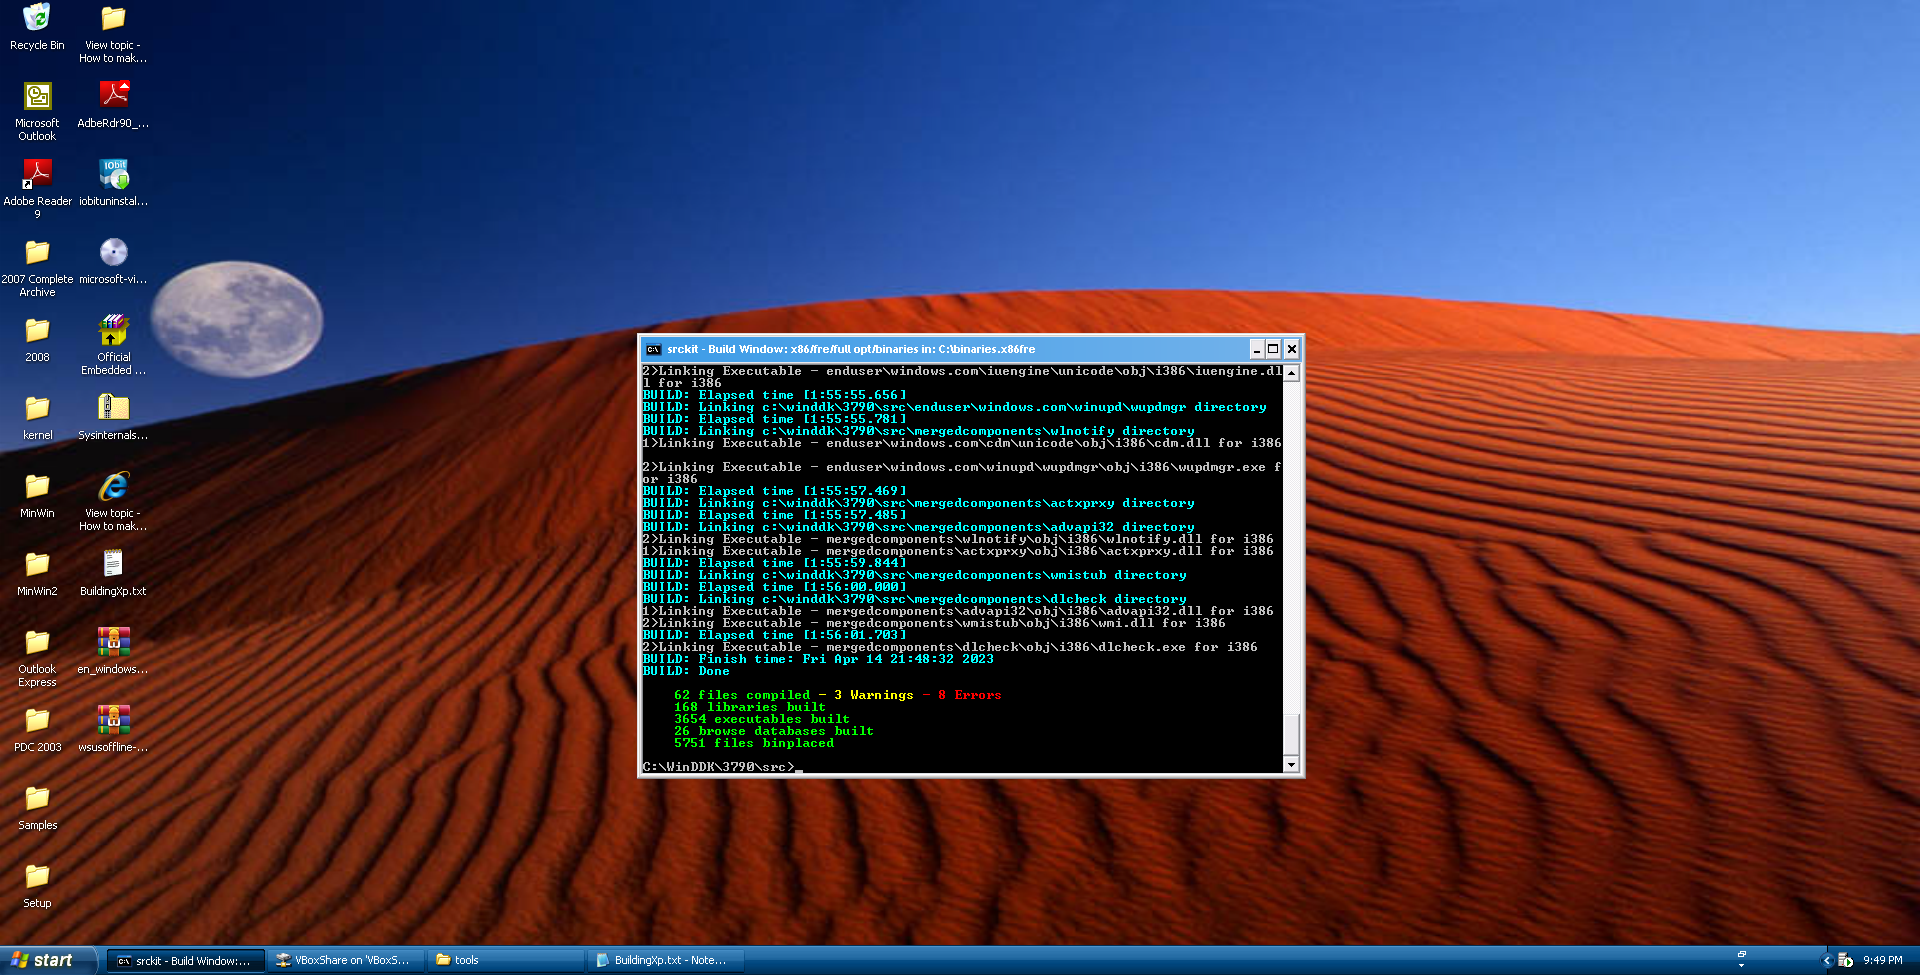 Recycle Bin
View topic -
How to mak...
Microsoft
Outlook
AdbeRdr90_...
Adobe Reader
9
10bit
iobituninstal...
2007 Complete
Archive
microsoft-vi...
2008
Official
Embedded ...
kernel
Sysinternals...
MinWin
View topic -
How to mak...
MinWin2
BuildingXp.txt
Outlook
Express
en_windows...
PDC 2003
wsusoffline-...
Samples
Setup
srckit - Build Window: x86/fre/full opt/binaries in: C:\binaries.x86fre
2>Linking Executable - enduser\windows.com\iuengine\unicode\obj\i386\iuengine.dl
l for i386
BUILD: Elapsed time [1:55:55.656]
BUILD: Linking c:\winddk\3790\src\enduser\windows.com\winupd\wupdmgr directory
BUILD: Elapsed time [1:55:55.781]
BUILD: Linking c:\winddk\3790\src\mergedcomponents\wlnotify directory
1>Linking Executable - enduser\windows.com\cdm\unicode\obj\i386\cdm.dll for i386
2>Linking Executable - enduser\windows.com\winupd\wupdmgr\obj\i386\wupdmgr.exe f
or i386
BUILD: Elapsed time [1:55:57.469]
BUILD: Linking c:\winddk\3790\src\mergedcomponents\actxprxy directory
BUILD: Elapsed time [1:55:57.485]
BUILD: Linking c:\winddk\3790\src\mergedcomponents\advapi32 directory
2>Linking Executable - mergedcomponents\wlnotify\obj\i386\wlnotify.dll for i386
1>Linking Executable - mergedcomponents\actxprxy\obj\i386\actxprxy.dll for i386
BUILD: Elapsed time [1:55:59.844]
BUILD: Linking c:\winddk\3790\src\mergedcomponents\wmistub directory
BUILD: Elapsed time [1:56:00.000]
BUILD: Linking c:\winddk\3790\src\mergedcomponents\dlcheck directory
1>Linking Executable - mergedcomponents\advapi32\obj\i386\advapi32.dll for i386
2>Linking Executable - mergedcomponents\wmistub\obj\i386\wmi.dll for i386
BUILD: Elapsed time [1:56:01.703]
2>Linking Executable - mergedcomponents\dlcheck\obj\i386\dlcheck.exe for i386
BUILD: Finish time: Fri Apr 14 21:48:32 2023
BUILD: Done
62 files compiled - 3 Warnings - 8 Errors
168 libraries built
3654 executables built
26 browse databases built
5751 files binplaced
C:\WinDDK\3790\src>_
start
srckit - Build Window:...
VBoxShare on 'VBoxS...
tools
BuildingXp.txt - Note...
9:49 PM